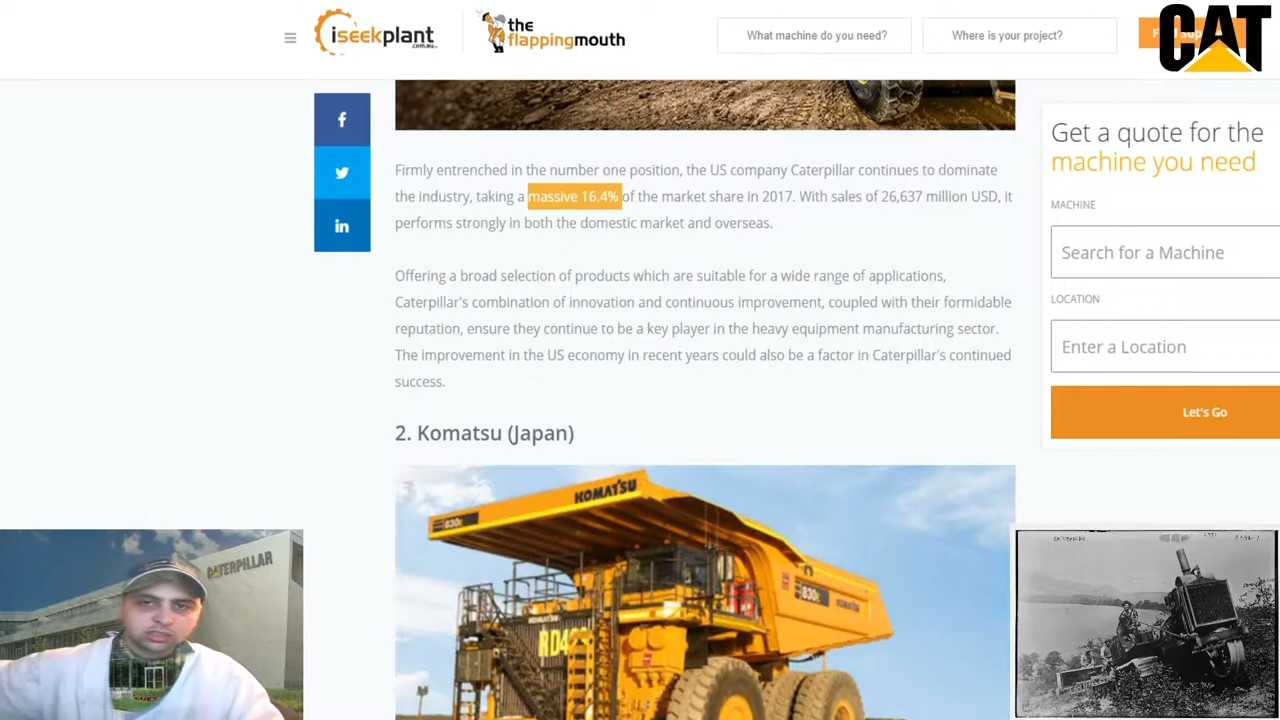 iseekplant
.com.au
the
flappingmouth
What machine do you need?
Where is your project?
CAT
Firmly entrenched in the number one position, the US company Caterpillar continues to dominate
the industry, taking a massive 16.4% of the market share in 2017. With sales of 26,637 million USD, it
performs strongly in both the domestic market and overseas.
Offering a broad selection of products which are suitable for a wide range of applications,
Caterpillar's combination of innovation and continuous improvement, coupled with their formidable
reputation, ensure they continue to be a key player in the heavy equipment manufacturing sector.
The improvement in the US economy in recent years could also be a factor in Caterpillar's continued
success.
2. Komatsu (Japan)
KOMATSU
830E
830E
KOMATSU
Get a quote for the
machine you need
MACHINE
Search for a Machine
LOCATION
Enter a Location
Let's Go
CATERPILLAR